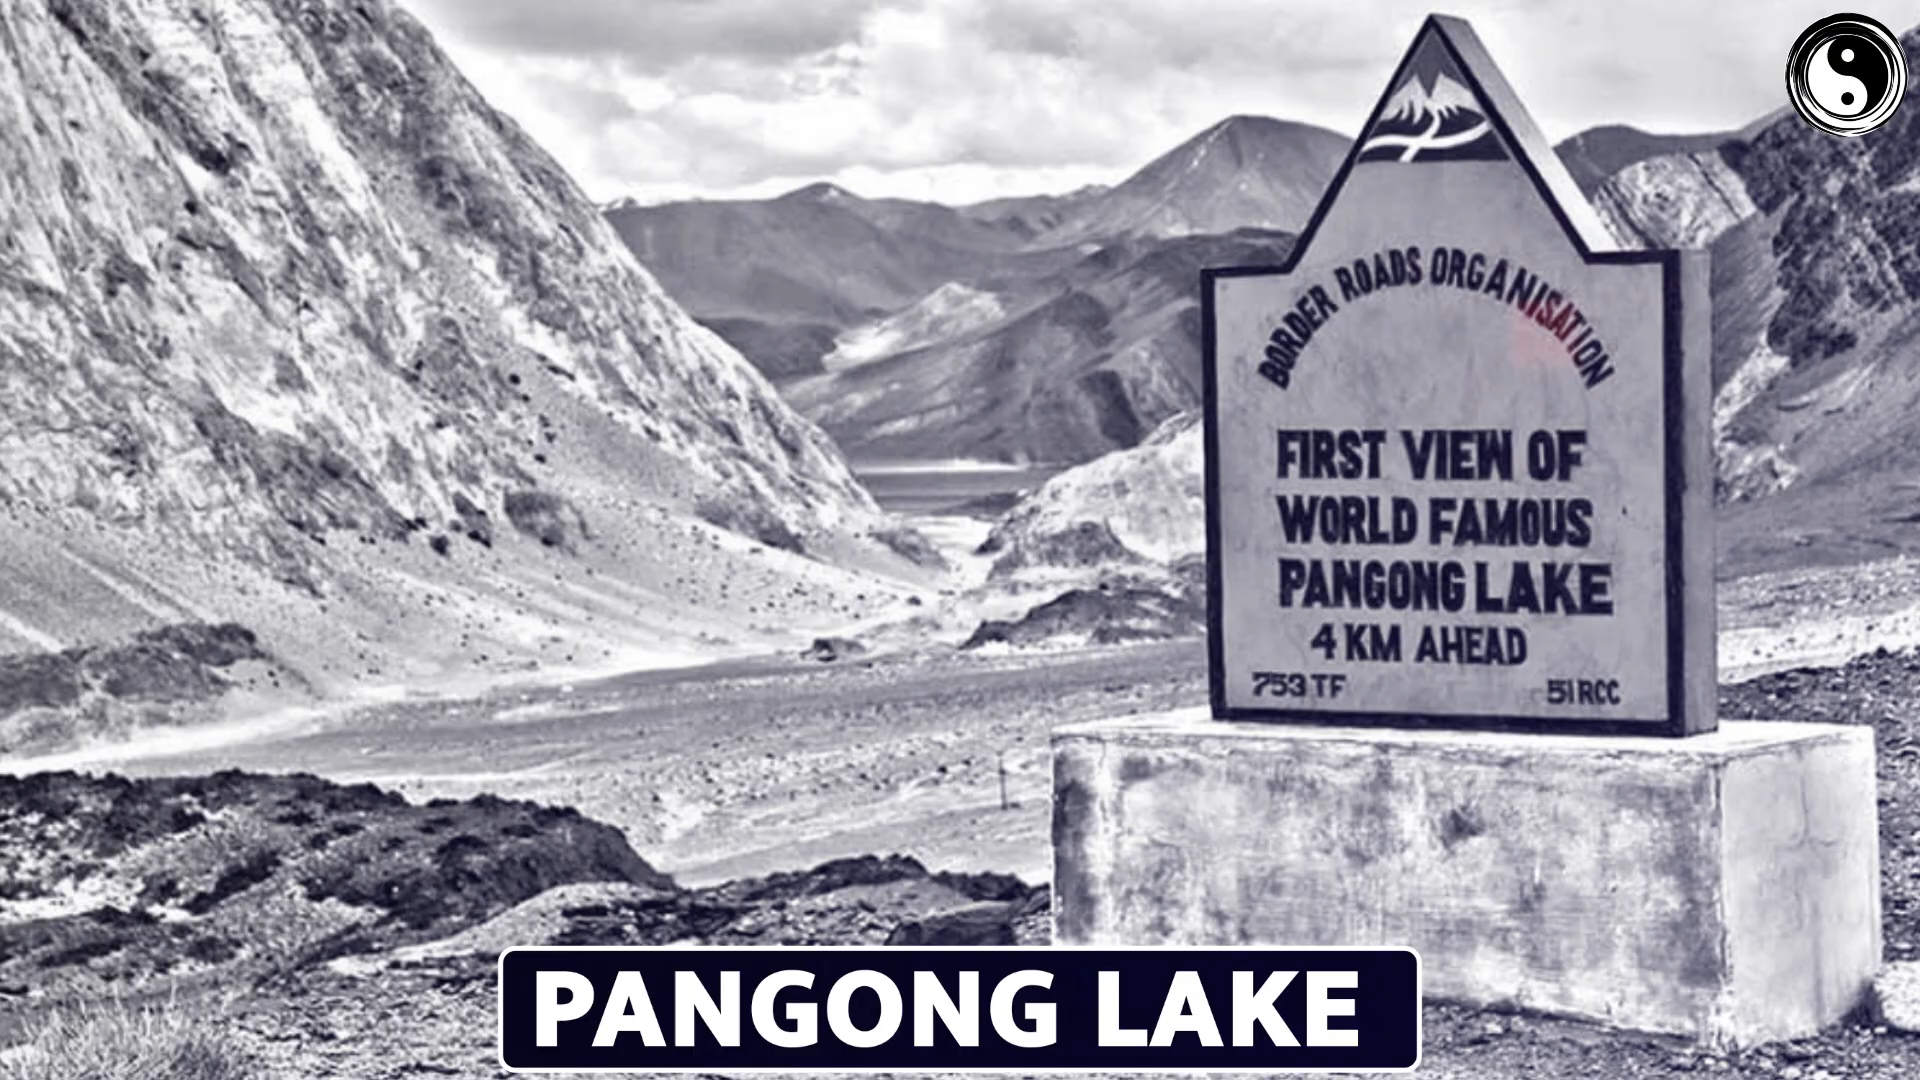 BORDER ROADS ORGANISATION
FIRST VIEW OF
WORLD FAMOUS
PANGONG LAKE
4 KM AHEAD
753 TF 51 RCC
PANGONG LAKE